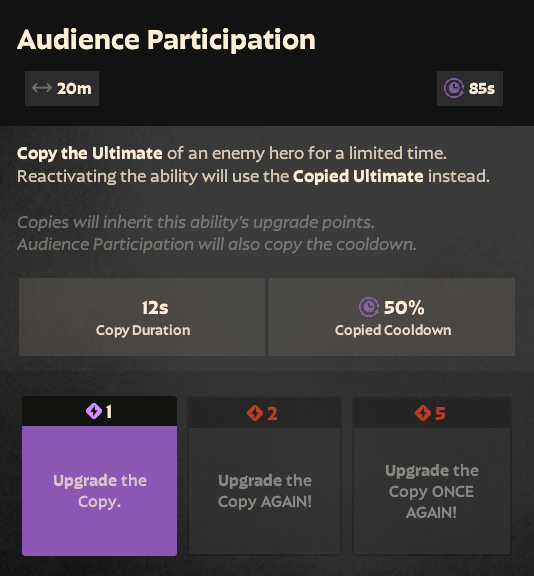 Audience Participation
20m
85s
Copy the Ultimate of an enemy hero for a limited time.
Reactivating the ability will use the Copied Ultimate instead.
Copies will inherit this ability's upgrade points.
Audience Participation will also copy the cooldown.
12s
Copy Duration
50%
Copied Cooldown
1
Upgrade the
Copy.
2
Upgrade the
Copy AGAIN!
5
Upgrade the
Copy ONCE
AGAIN!